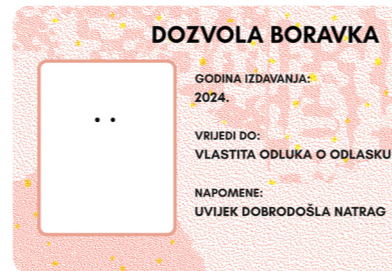 DOZVOLA BORAVKA
GODINA IZDAVANJA:
2024.
VRIJEDI DO:
VLASTITA ODLUKA O ODLASKU
NAPOMENE:
UVIJEK DOBRODOŠLA NATRAG